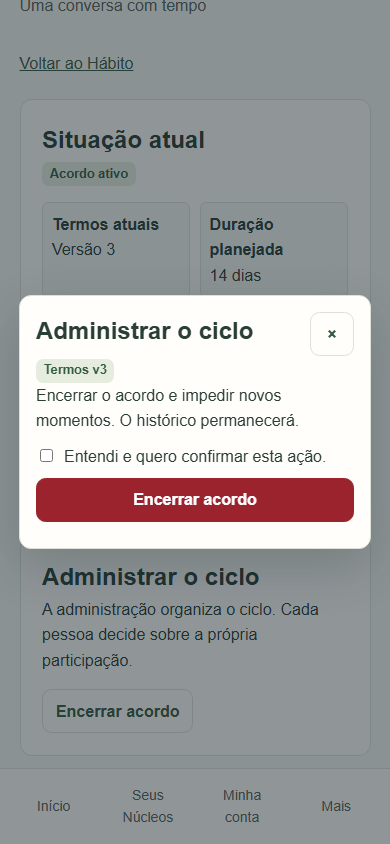 Uma conversa com tempo
Voltar ao Hábito
Situação atual
Acordo ativo
Termos atuais
Versão 3
Duração
planejada
14 dias
Administrar o ciclo
×
Termos v3
Encerrar o acordo e impedir novos
momentos. O histórico permanecerá.
Entendi e quero confirmar esta ação.
Encerrar acordo
Administrar o ciclo
A administração organiza o ciclo. Cada
pessoa decide sobre a própria
participação.
Encerrar acordo
Início
Seus
Núcleos
Minha
conta
Mais